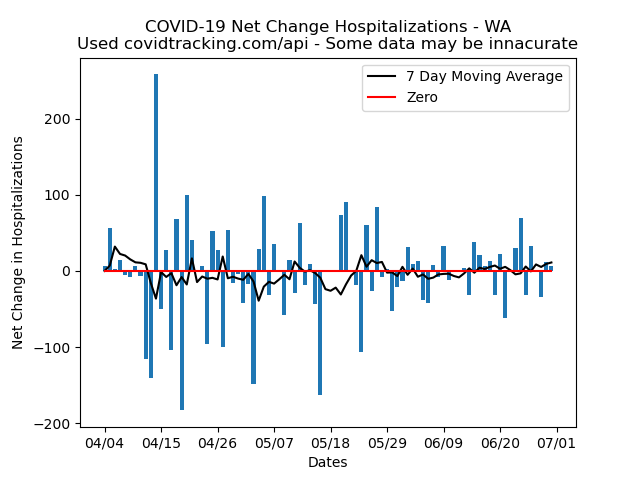 COVID-19 Net Change Hospitalizations - WA
Used covidtracking.com/api - Some data may be innacurate
7 Day Moving Average
Zero
Net Change in Hospitalizations
200
100
0
−100
−200
04/04 04/15 04/26 05/07 05/18 05/29 06/09 06/20 07/01
Dates